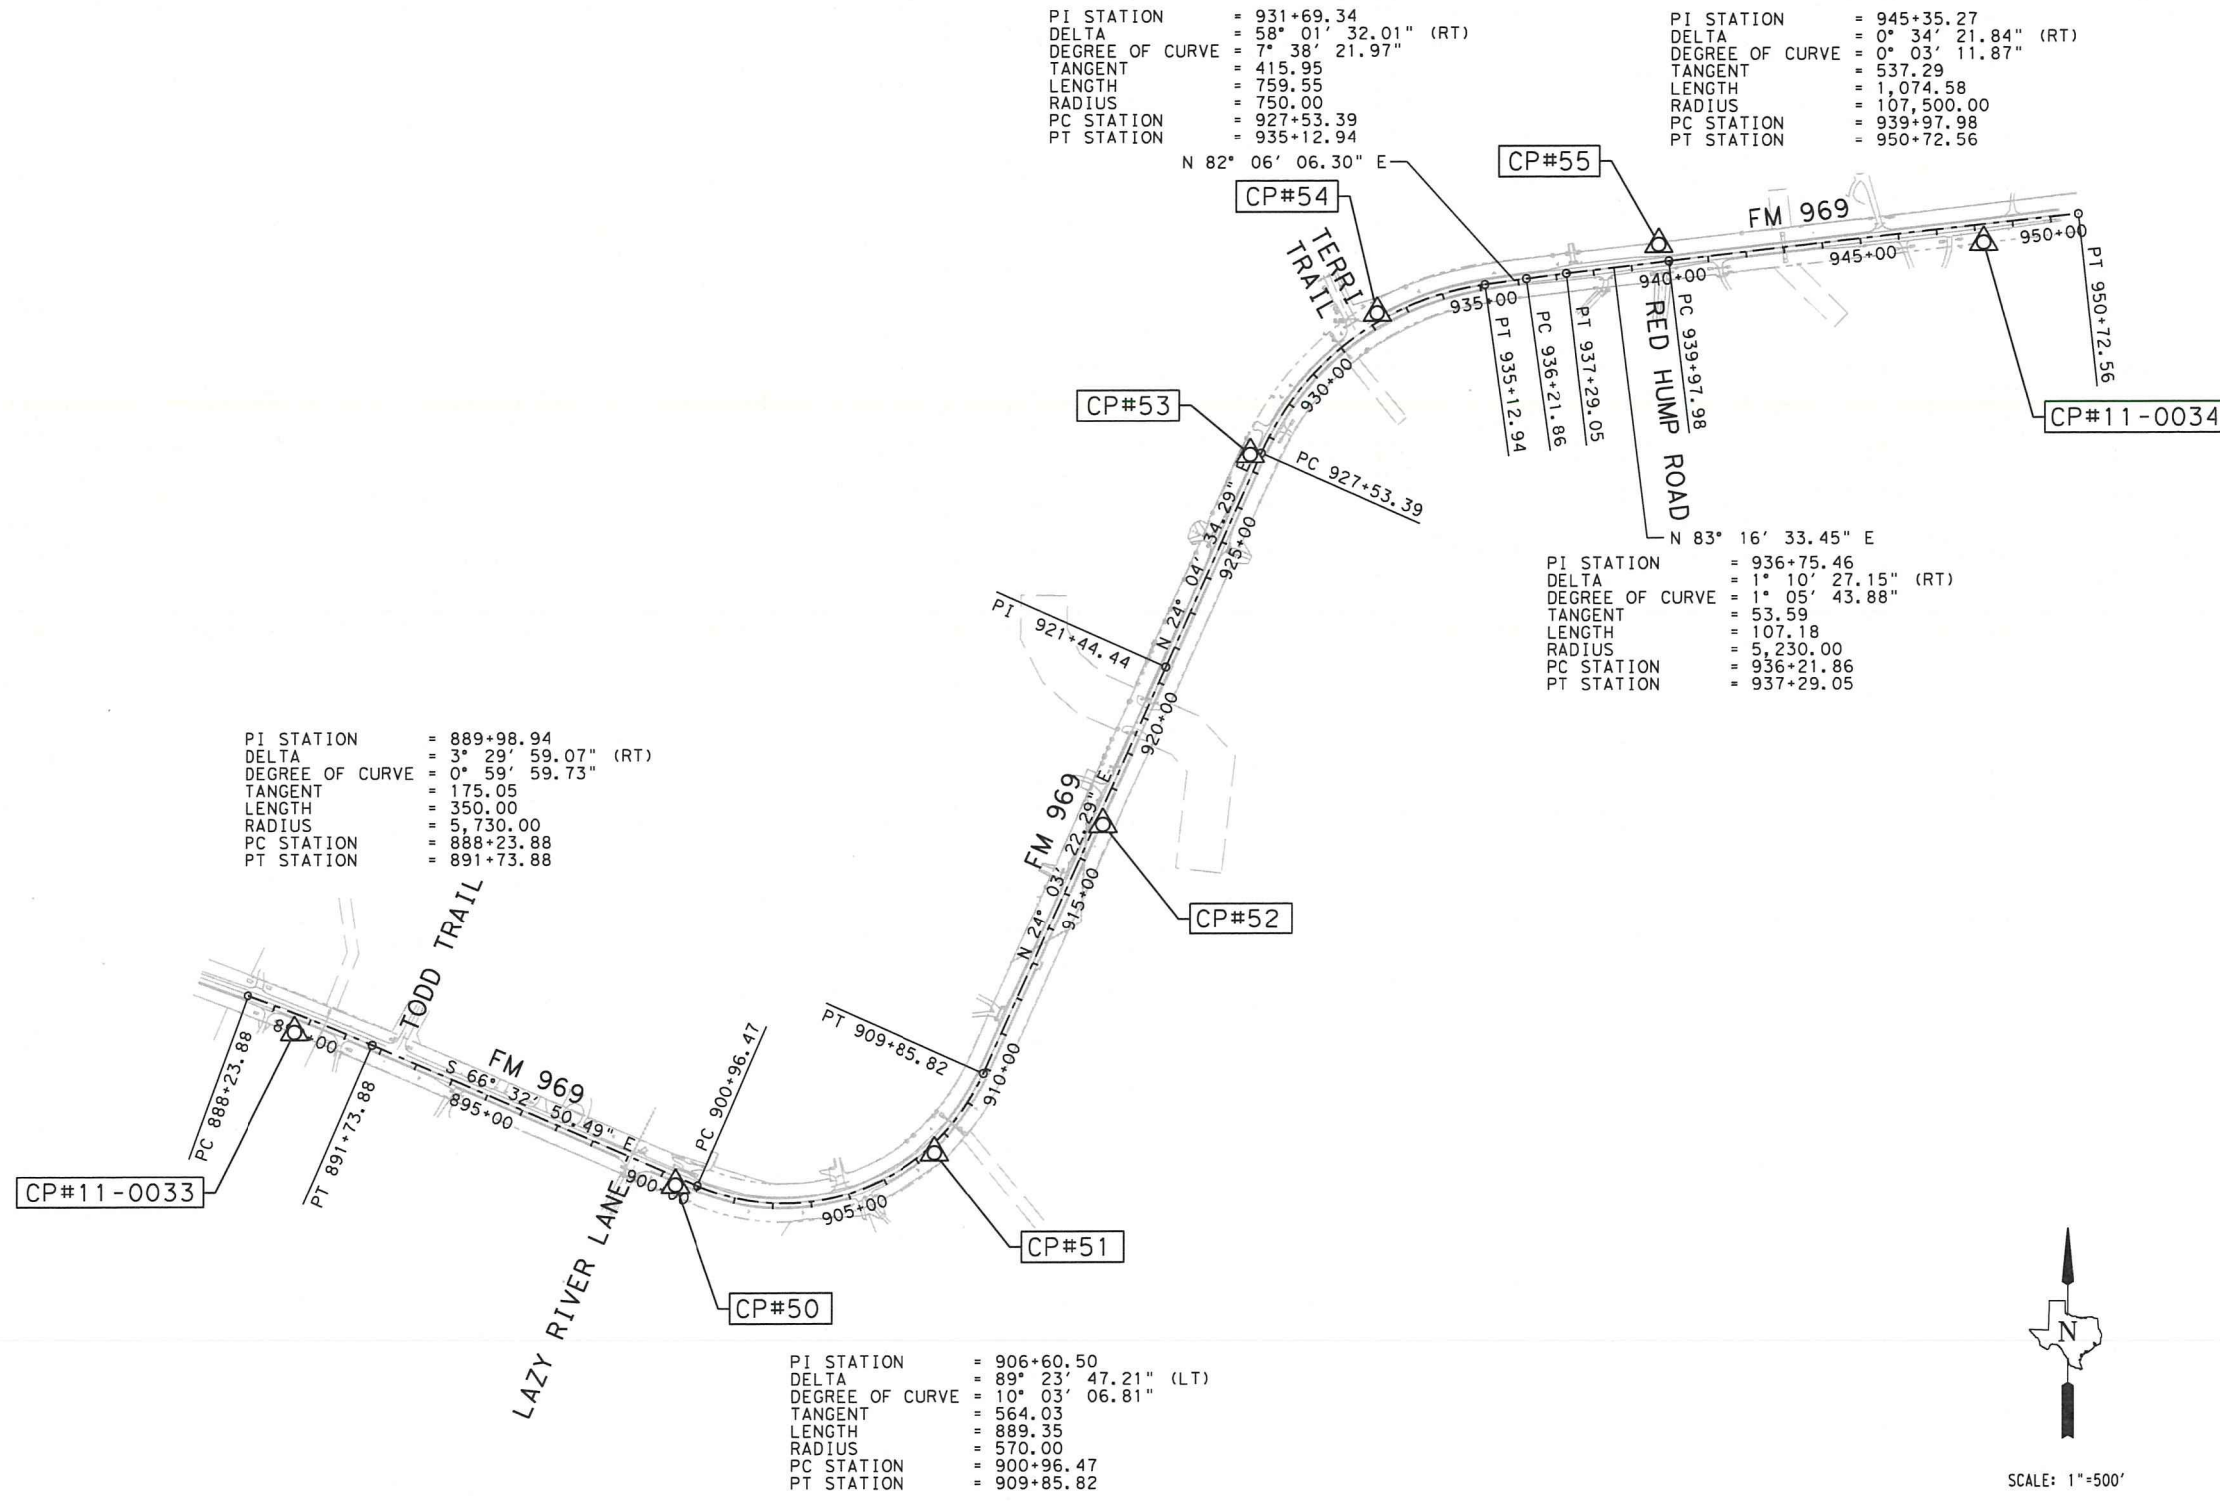 PI STATION = 931+69.34
DELTA = 58° 01' 32.01" (RT)
DEGREE OF CURVE = 7° 38' 21.97"
TANGENT = 415.95
LENGTH = 759.55
RADIUS = 750.00
PC STATION = 927+53.39
PT STATION = 935+12.94
N 82° 06' 06.30" E
PI STATION = 945+35.27
DELTA = 0° 34' 21.84" (RT)
DEGREE OF CURVE = 0° 03' 11.87"
TANGENT = 537.29
LENGTH = 1,074.58
RADIUS = 107,500.00
PC STATION = 939+97.98
PT STATION = 950+72.56
CP#55
CP#54
TERRI
TRAIL
FM 969
950+00
945+00
940+00
935+00
930+00
PT 950+72.56
PC 939+97.98
PT 937+29.05
PC 936+21.86
PT 935+12.94
RED HUMP ROAD
CP#11-0034
CP#53
PC 927+53.39
N 24° 04' 34.29" E
925+00
N 83° 16' 33.45" E
PI STATION = 936+75.46
DELTA = 1° 10' 27.15" (RT)
DEGREE OF CURVE = 1° 05' 43.88"
TANGENT = 53.59
LENGTH = 107.18
RADIUS = 5,230.00
PC STATION = 936+21.86
PT STATION = 937+29.05
PI 921+44.44
920+00
FM 969
N 24° 03' 22.29" E
915+00
CP#52
PI STATION = 889+98.94
DELTA = 3° 29' 59.07" (RT)
DEGREE OF CURVE = 0° 59' 59.73"
TANGENT = 175.05
LENGTH = 350.00
RADIUS = 5,730.00
PC STATION = 888+23.88
PT STATION = 891+73.88
TODD TRAIL
PC 888+23.88
PT 891+73.88
CP#11-0033
FM 969
S 66° 32' 50.49" E
895+00
PC 900+96.47
PT 909+85.82
910+00
905+00
LAZY RIVER LANE
CP#51
CP#50
PI STATION = 906+60.50
DELTA = 89° 23' 47.21" (LT)
DEGREE OF CURVE = 10° 03' 06.81"
TANGENT = 564.03
LENGTH = 889.35
RADIUS = 570.00
PC STATION = 900+96.47
PT STATION = 909+85.82
N
SCALE: 1"=500'